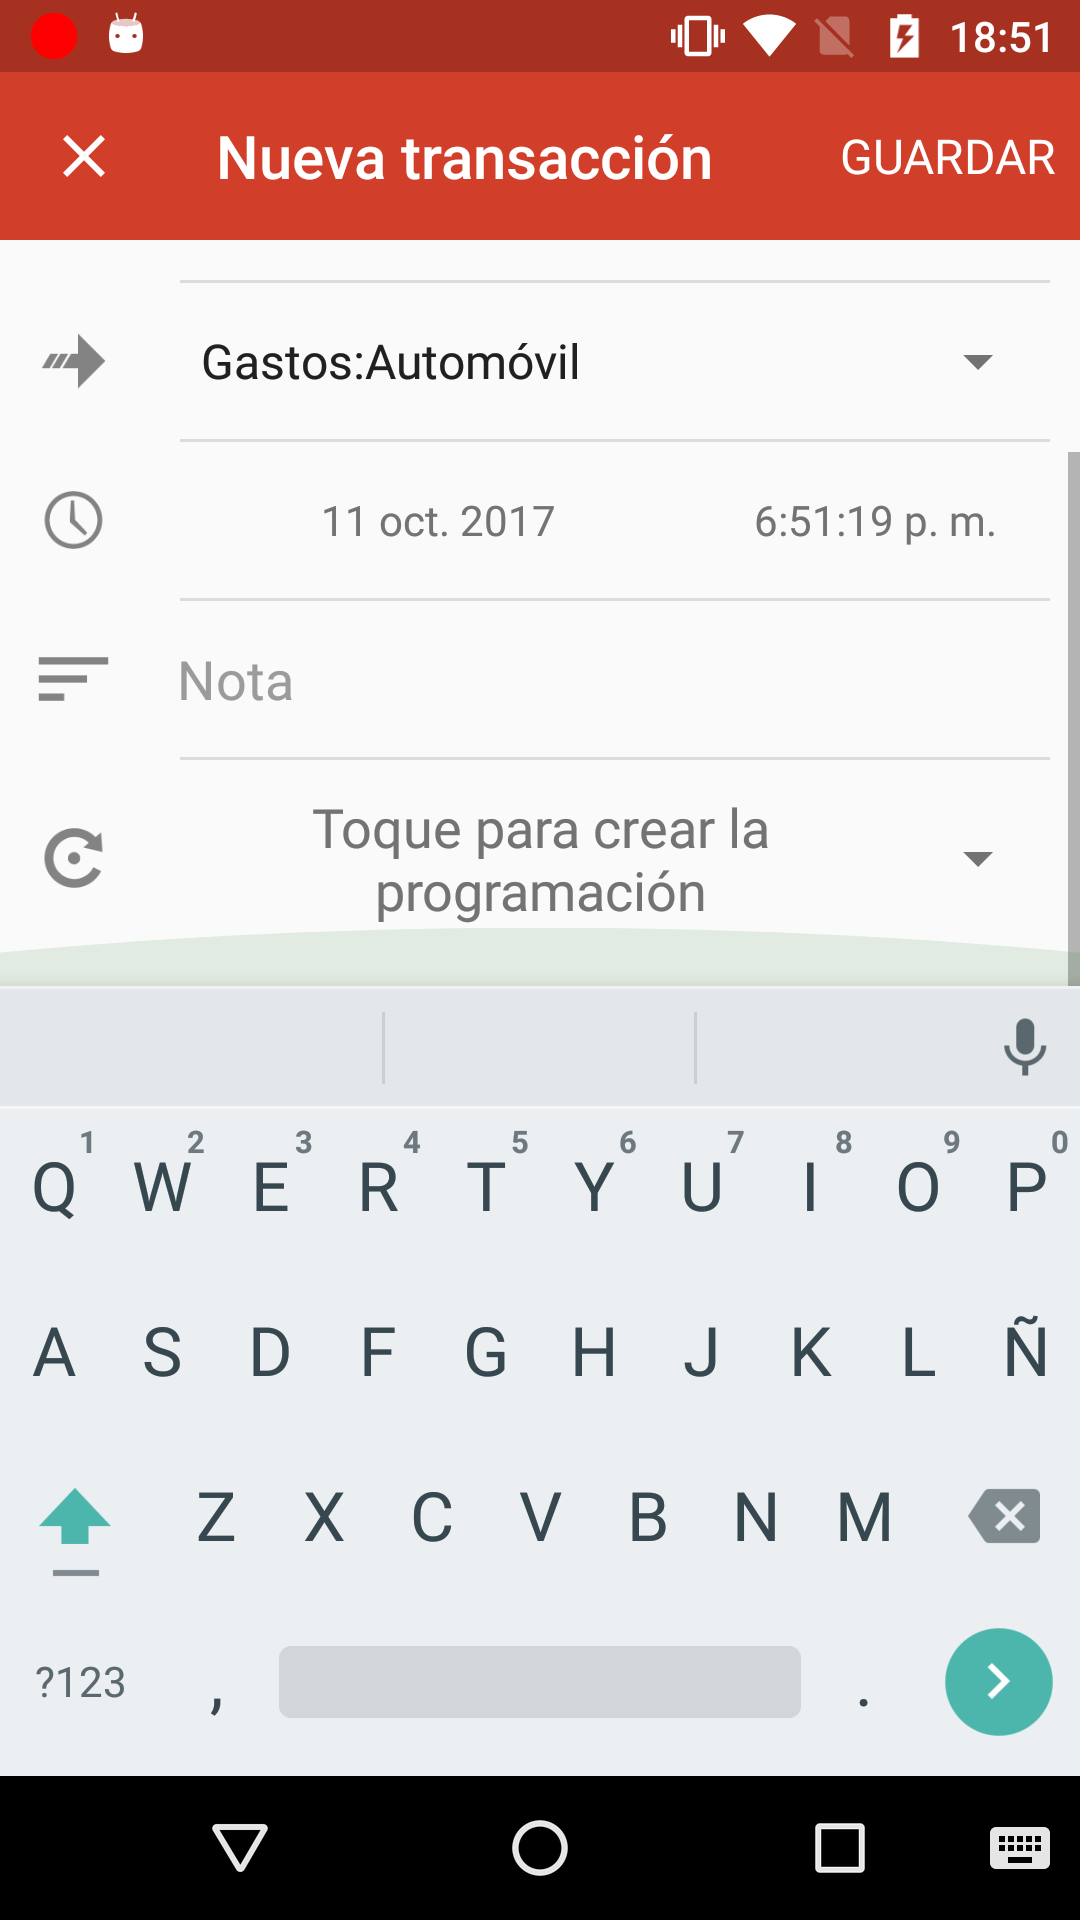 18:51
Nueva transacción GUARDAR
Gastos:Automóvil
11 oct. 2017 6:51:19 p. m.
Nota
Toque para crear la
programación
1 2 3 4 5 6 7 8 9 0
Q W E R T Y U I O P
A S D F G H J K L Ñ
Z X C V B N M
?123 , .